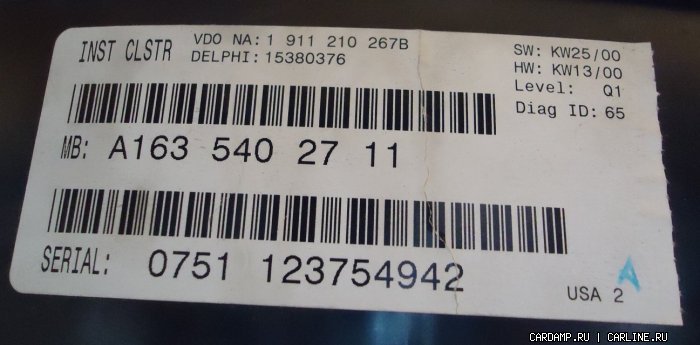 INST CLSTR
VDO NA: 1 911 210 267B
DELPHI: 15380376
SW: KW25/00
HW: KW13/00
Level: Q1
Diag ID: 65
MB: A163 540 27 11
SERIAL: 0751 123754942
A
USA 2
CARDAMP.RU | CARLINE.RU